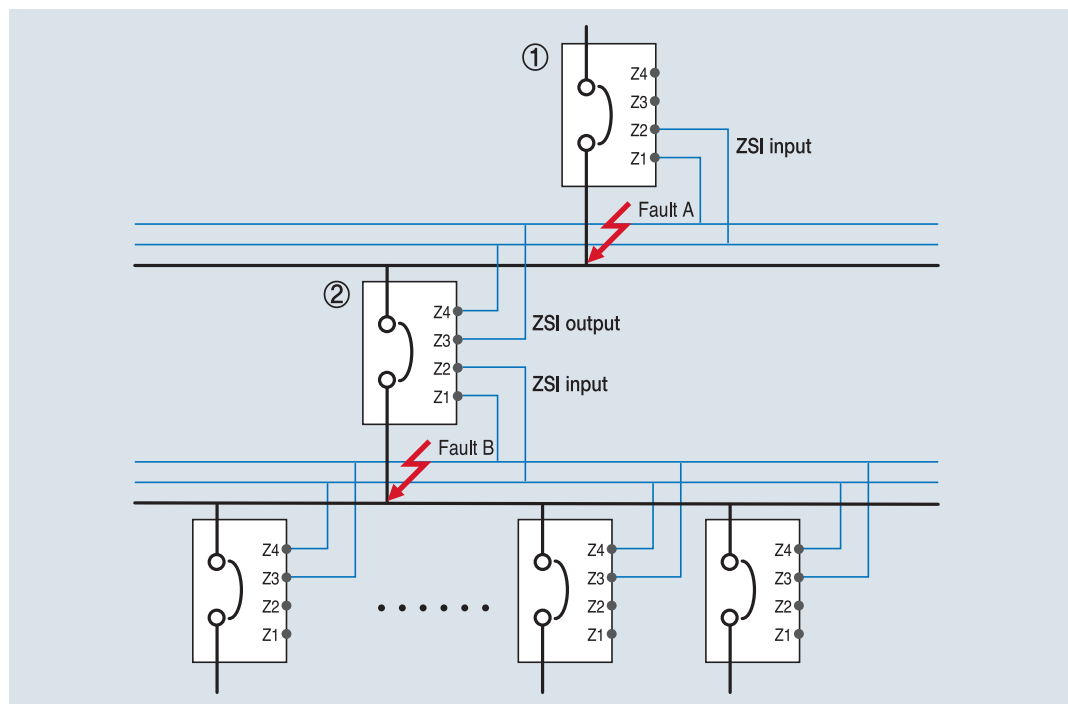 ①
Z4
Z3
Z2
Z1
ZSI input
Fault A
②
Z4
Z3
Z2
Z1
ZSI output
ZSI input
Fault B
Z4
Z3
Z2
Z1
Z4
Z3
Z2
Z1
Z4
Z3
Z2
Z1